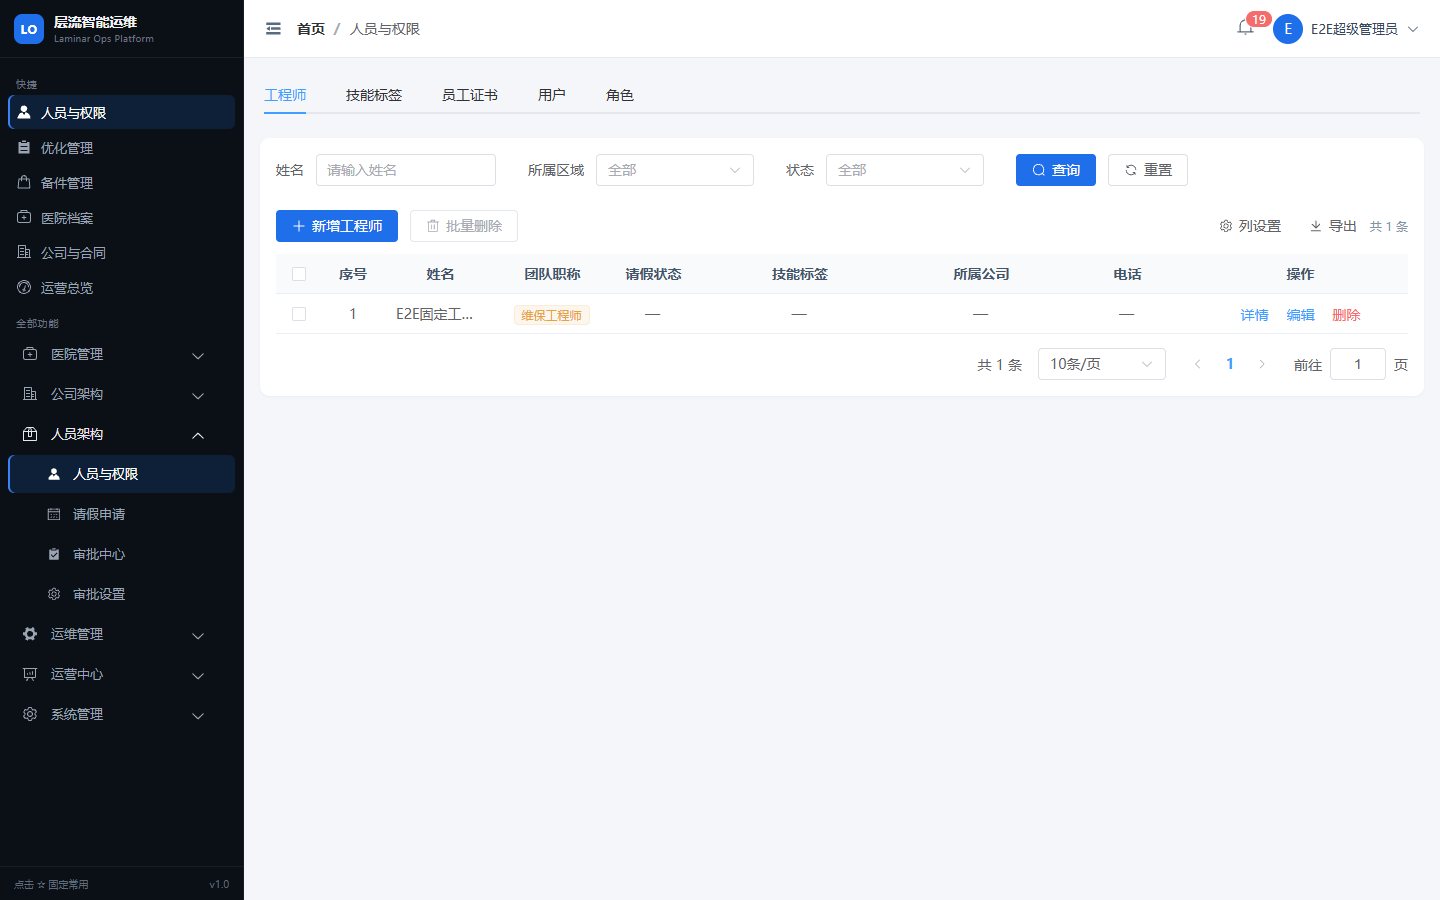 LO
层流智能运维
Laminar Ops Platform
快捷
人员与权限
优化管理
备件管理
医院档案
公司与合同
运营总览
全部功能
医院管理
公司架构
人员架构
人员与权限
请假申请
审批中心
审批设置
运维管理
运营中心
系统管理
点击 ☆ 固定常用 v1.0
首页 / 人员与权限
19 E E2E超级管理员
工程师 技能标签 员工证书 用户 角色
姓名 请输入姓名 所属区域 全部 状态 全部 查询 重置
新增工程师 批量删除 列设置 导出 共 1 条
序号 姓名 团队职称 请假状态 技能标签 所属公司 电话 操作
1 E2E固定工... 维保工程师 — — — — 详情 编辑 删除
共 1 条 10条/页 1 前往 1 页